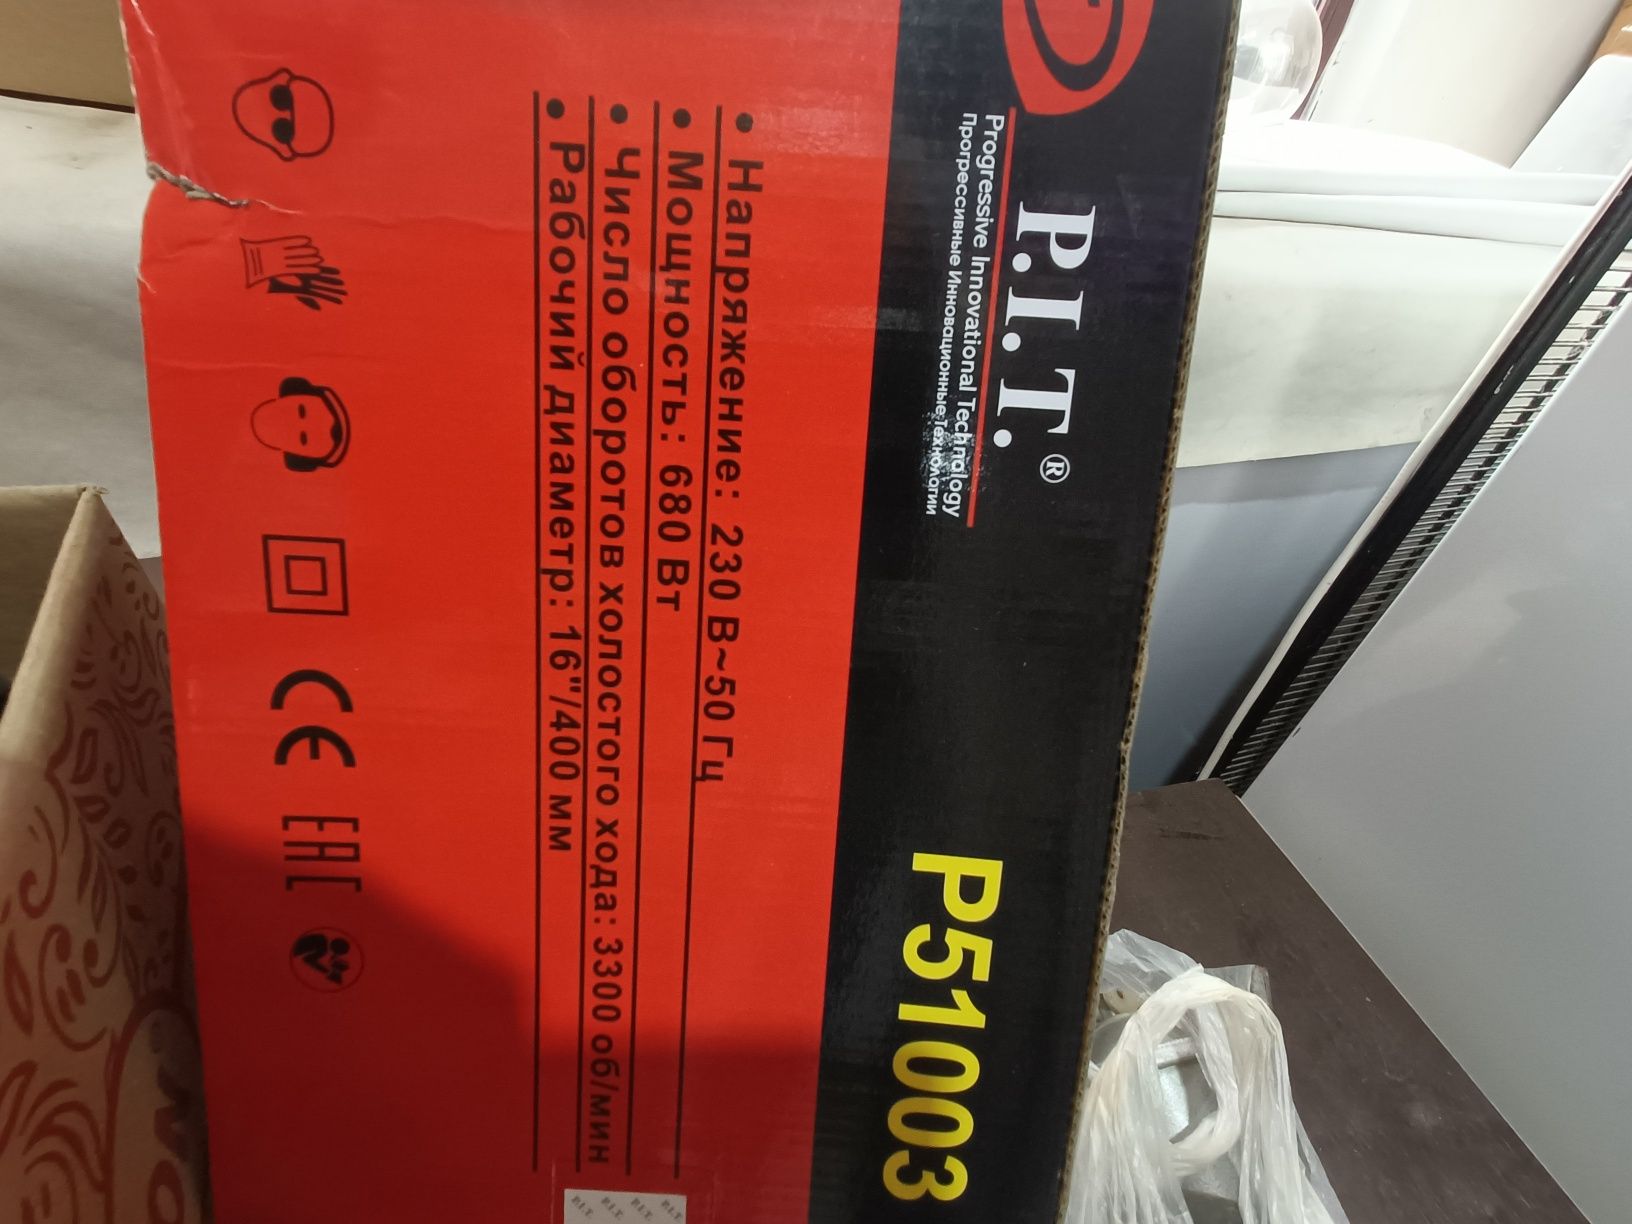 P.I.T.®
Progressive Innovational Technology
Прогрессивные Инновационные Технологии
P51003
• Напряжение: 230 В~50 Гц
• Мощность: 680 Вт
• Число оборотов холостого хода: 3300 об/мин
• Рабочий диаметр: 16"/400 мм
CE
EAC
P.I.T. P.I.T. P.I.T. P.I.T.